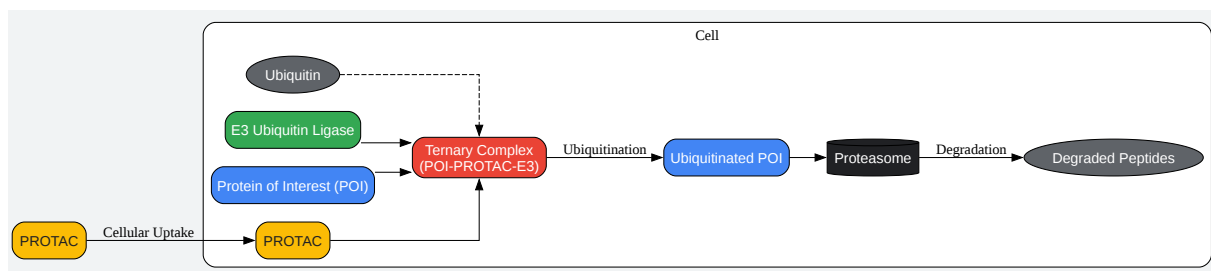 Cell
Ubiquitin
E3 Ubiquitin Ligase
Protein of Interest (POI)
Ternary Complex
(POI-PROTAC-E3)
Ubiquitination
Ubiquitinated POI
Proteasome
Degradation
Degraded Peptides
PROTAC
Cellular Uptake
PROTAC